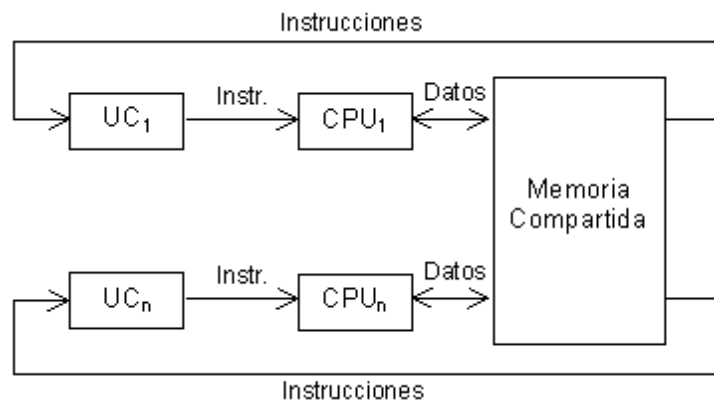 Instrucciones
UC₁
Instr.
CPU₁
Datos
Memoria
Compartida
UCₙ
Instr.
CPUₙ
Datos
Instrucciones